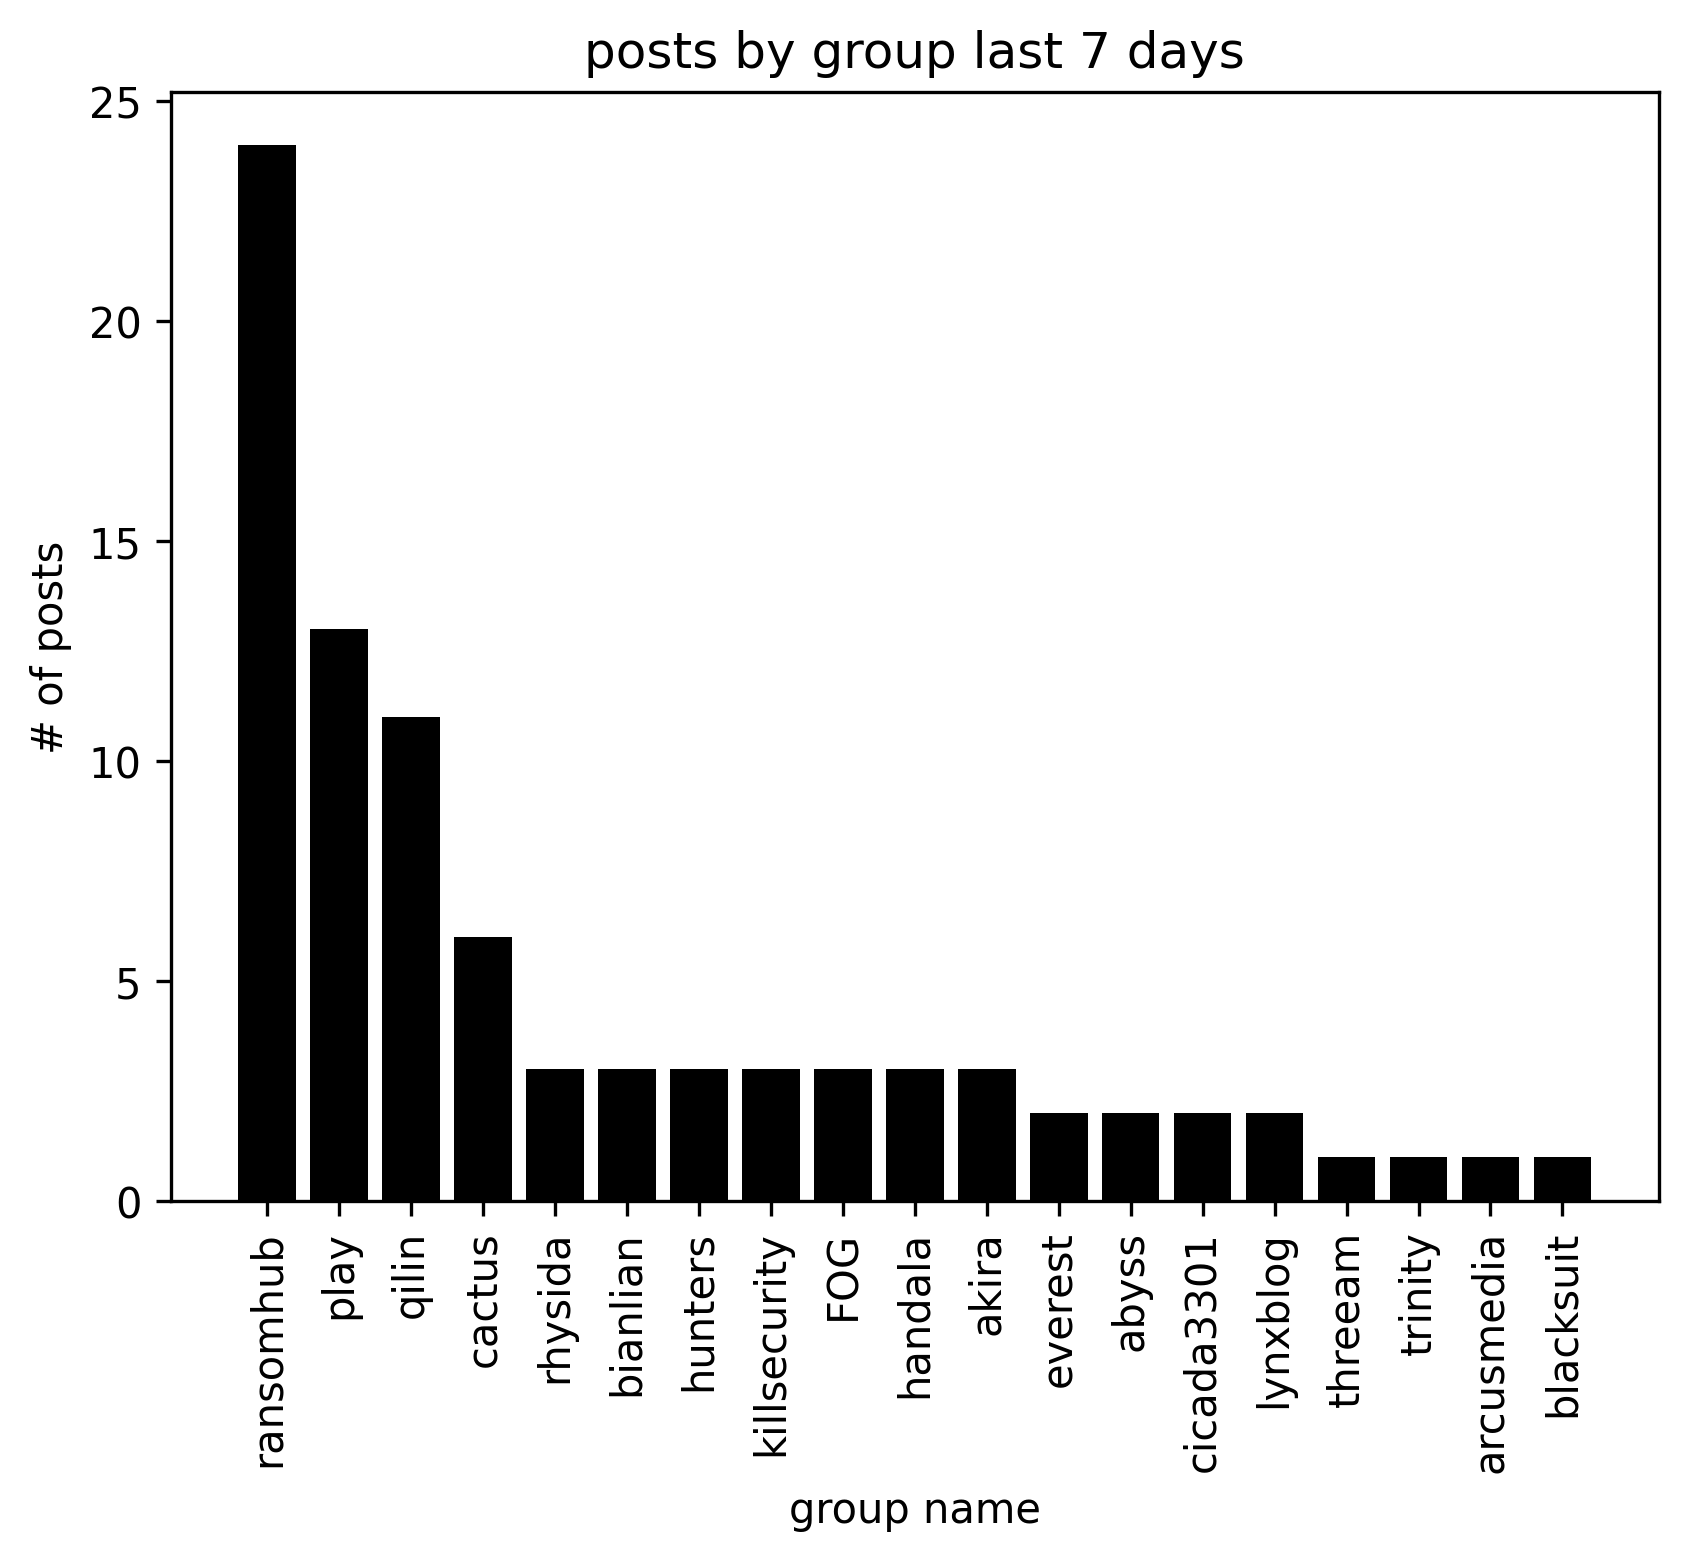 posts by group last 7 days
25
20
15
10
5
0
# of posts
ransomhub
play
qilin
cactus
rhysida
bianlian
hunters
killsecurity
FOG
handala
akira
everest
abyss
cicada3301
lynxblog
threeam
trinity
arcusmedia
blacksuit
group name